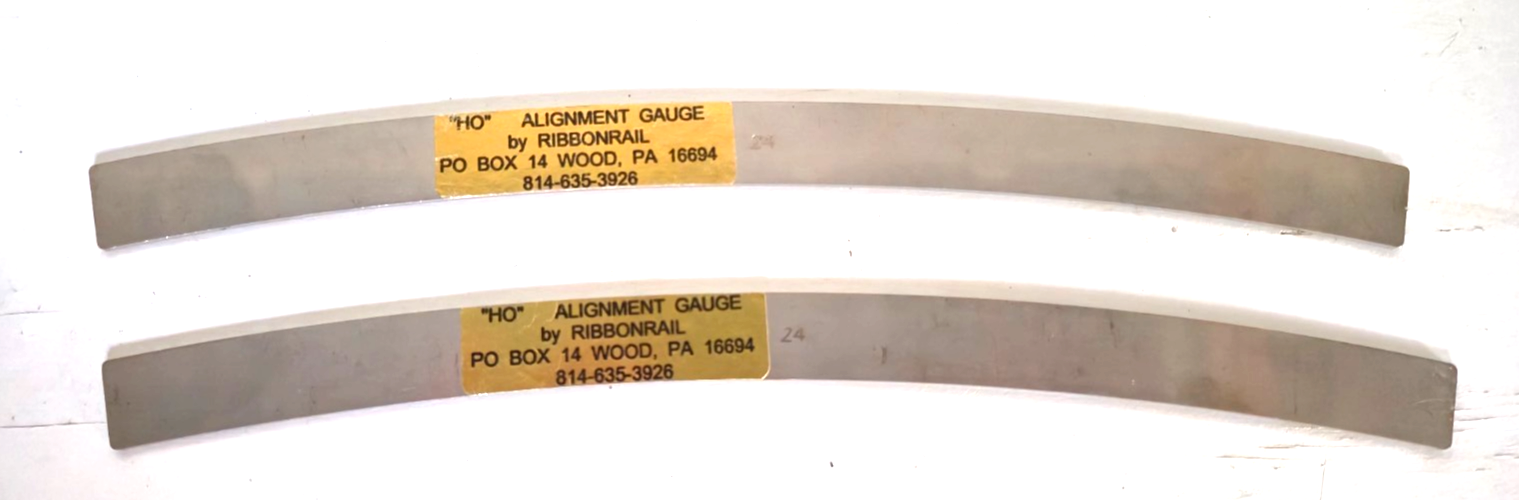 "HO" ALIGNMENT GAUGE
by RIBBONRAIL
PO BOX 14 WOOD, PA 16694
814-635-3926
24
"HO" ALIGNMENT GAUGE
by RIBBONRAIL
PO BOX 14 WOOD, PA 16694
814-635-3926
24